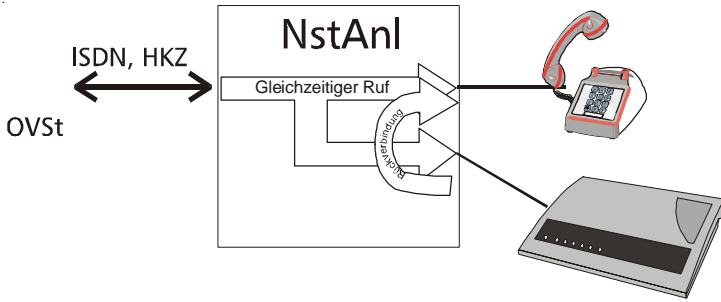 NstAnl
ISDN, HKZ
Gleichzeitiger Ruf
OVSt
Rückverbindung